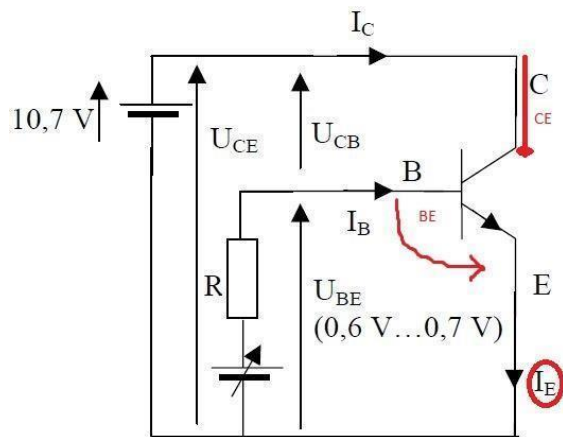 I_C
C
CE
10,7 V
U_CE
U_CB
B
I_B
BE
R
U_BE
(0,6 V...0,7 V)
E
I_E